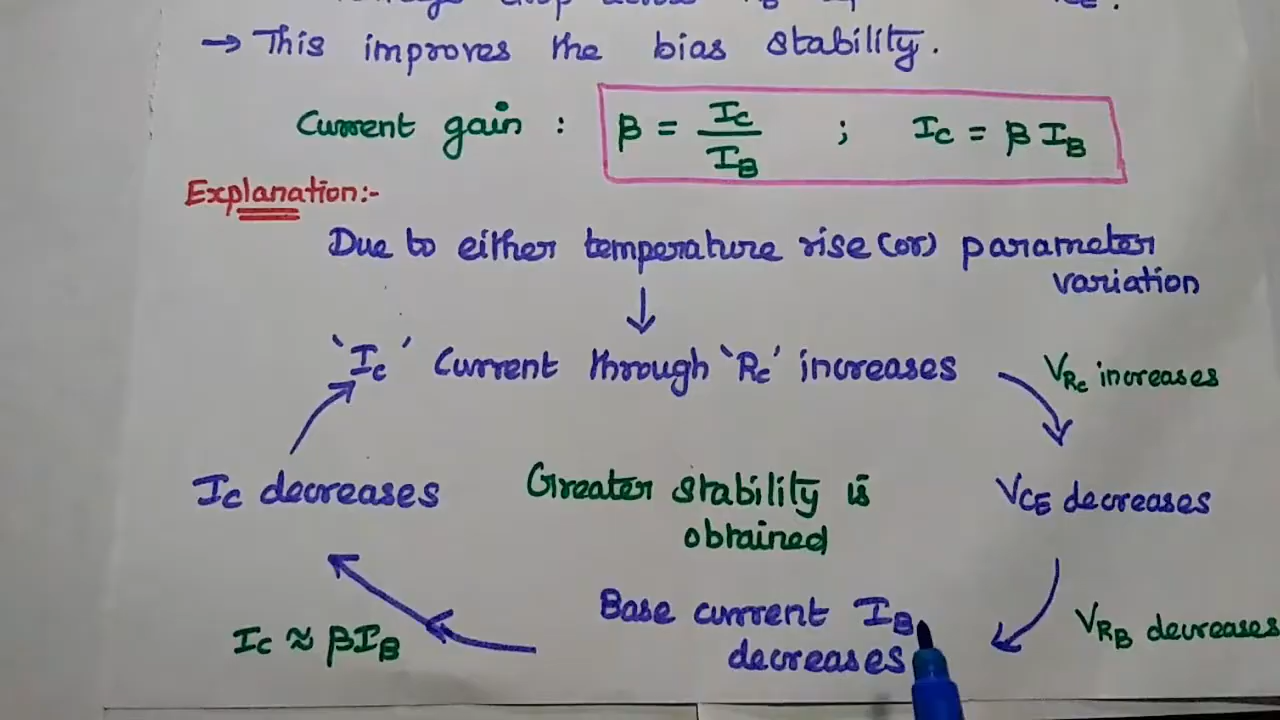 drop across
→ This improves the bias stability.
Current gain : β = IC / IB ; IC = β IB
Explanation:-
Due to either temperature rise (or) parameter
variation
↓
'IC' Current through 'RC' increases
VRC increases
IC decreases
Greater stability is
obtained
VCE decreases
Base current IB
decreases
VRB decreases
IC ≈ βIB